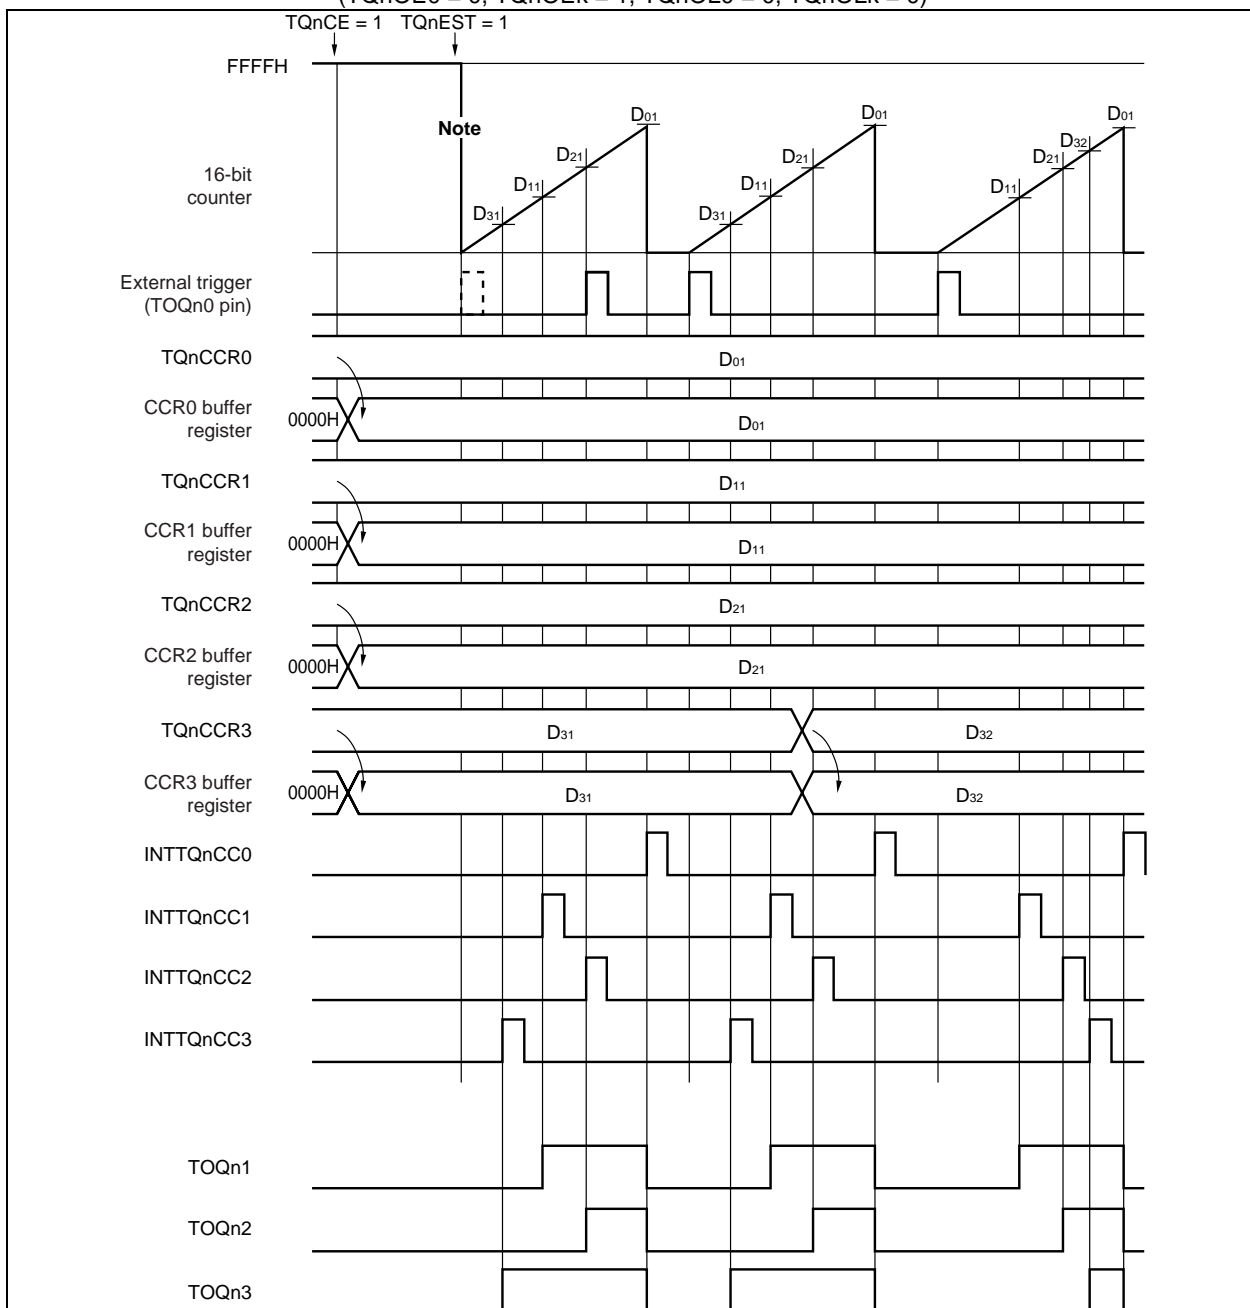 TQnCE = 1 TQnEST = 1
FFFFH
Note
16-bit
counter
D31 D11 D21 D01 D31 D11 D21 D01 D11 D21 D32 D01
External trigger
(TOQn0 pin)
TQnCCR0
D01
CCR0 buffer
register
0000H
D01
TQnCCR1
D11
CCR1 buffer
register
0000H
D11
TQnCCR2
D21
CCR2 buffer
register
0000H
D21
TQnCCR3
D31 D32
CCR3 buffer
register
0000H
D31 D32
INTTQnCC0
INTTQnCC1
INTTQnCC2
INTTQnCC3
TOQn1
TOQn2
TOQn3